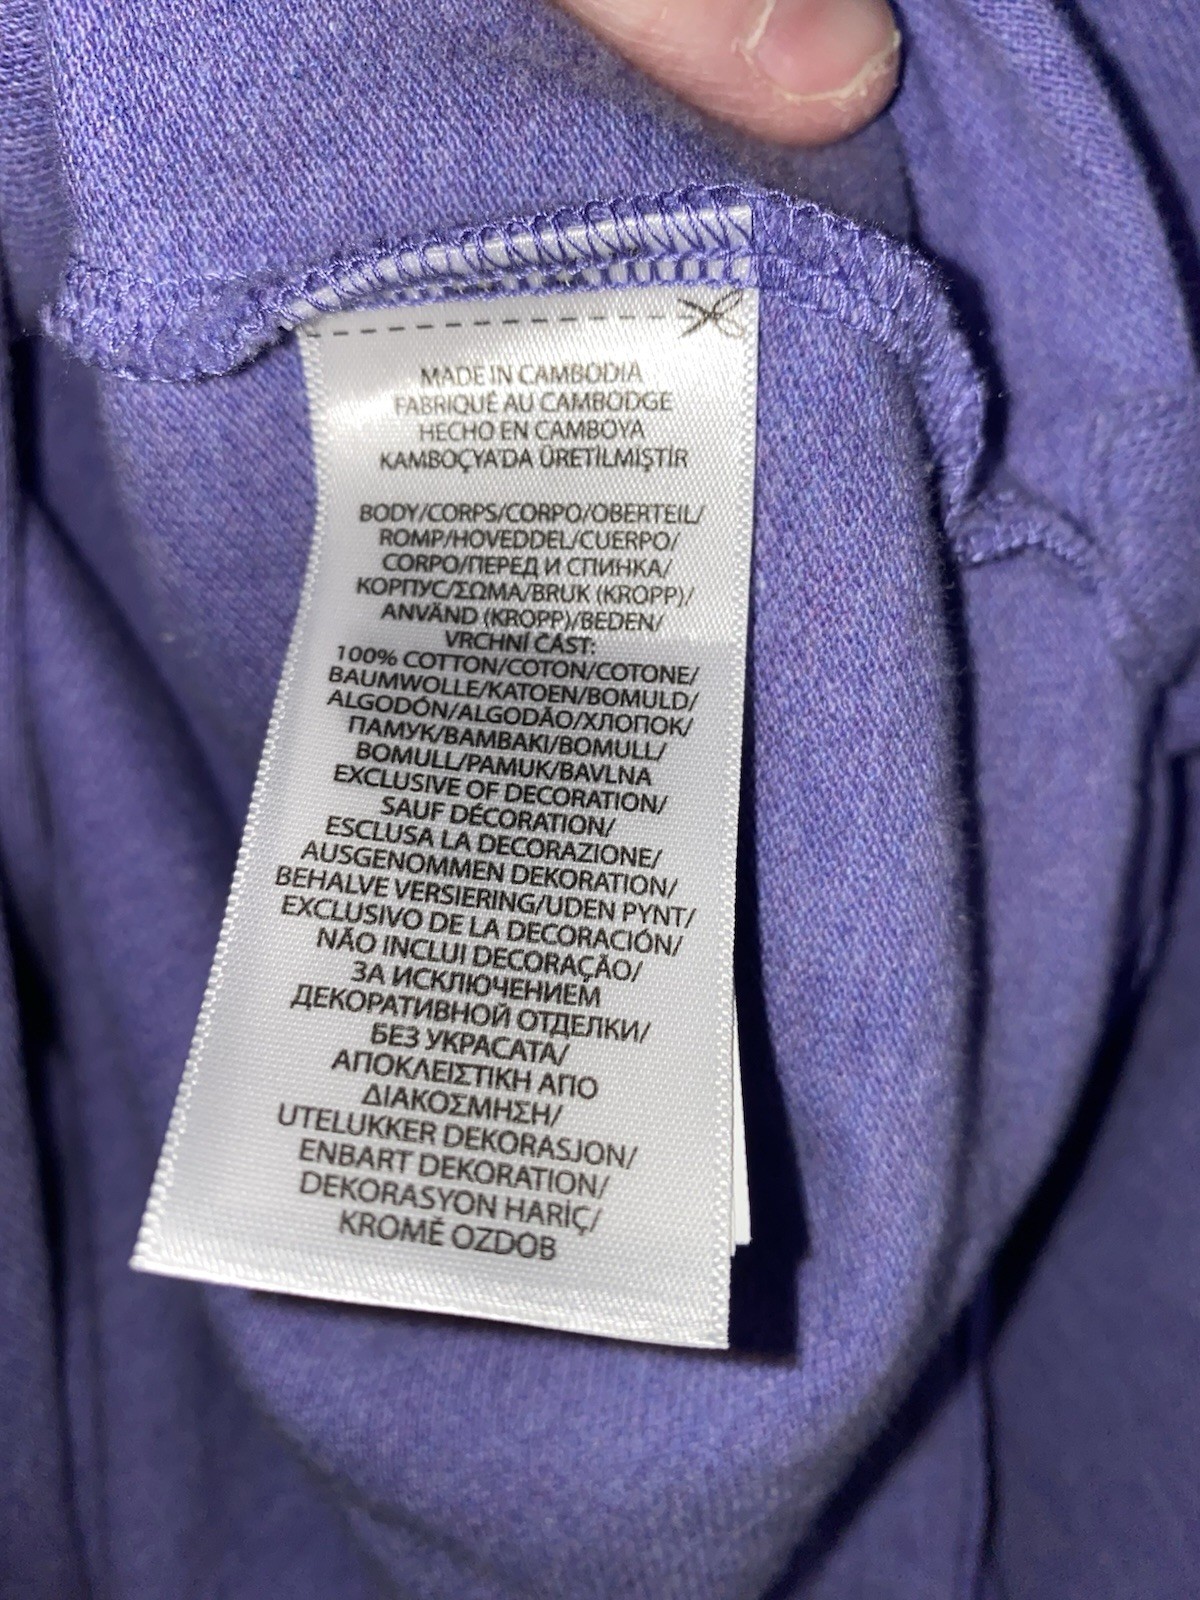 MADE IN CAMBODIA
FABRIQUÉ AU CAMBODGE
HECHO EN CAMBOYA
KAMBOÇYA'DA ÜRETİLMİŞTİR
BODY/CORPS/CORPO/OBERTEIL/
ROMP/HOVEDDEL/CUERPO/
CORPO/ПЕРЕД И СПИНКА/
КОРПУС/ΣΩΜΑ/BRUK (KROPP)/
ANVÄND (KROPP)/BEDEN/
VRCHNÍ ČÁST:
100% COTTON/COTON/COTONE/
BAUMWOLLE/KATOEN/BOMULD/
ALGODÓN/ALGODÃO/ХЛОПОК/
ПАМУК/ΒΑΜΒΑΚΙ/BOMULL/
BOMULL/PAMUK/BAVLNA
EXCLUSIVE OF DECORATION/
SAUF DÉCORATION/
ESCLUSA LA DECORAZIONE/
AUSGENOMMEN DEKORATION/
BEHALVE VERSIERING/UDEN PYNT/
EXCLUSIVO DE LA DECORACIÓN/
NÃO INCLUI DECORAÇÃO/
ЗА ИСКЛЮЧЕНИЕМ
ДЕКОРАТИВНОЙ ОТДЕЛКИ/
БЕЗ УКРАСАТА/
ΑΠΟΚΛΕΙΣΤΙΚΗ ΑΠΟ
ΔΙΑΚΟΣΜΗΣΗ/
UTELUKKER DEKORASJON/
ENBART DEKORATION/
DEKORASYON HARİÇ/
KROMĚ OZDOB